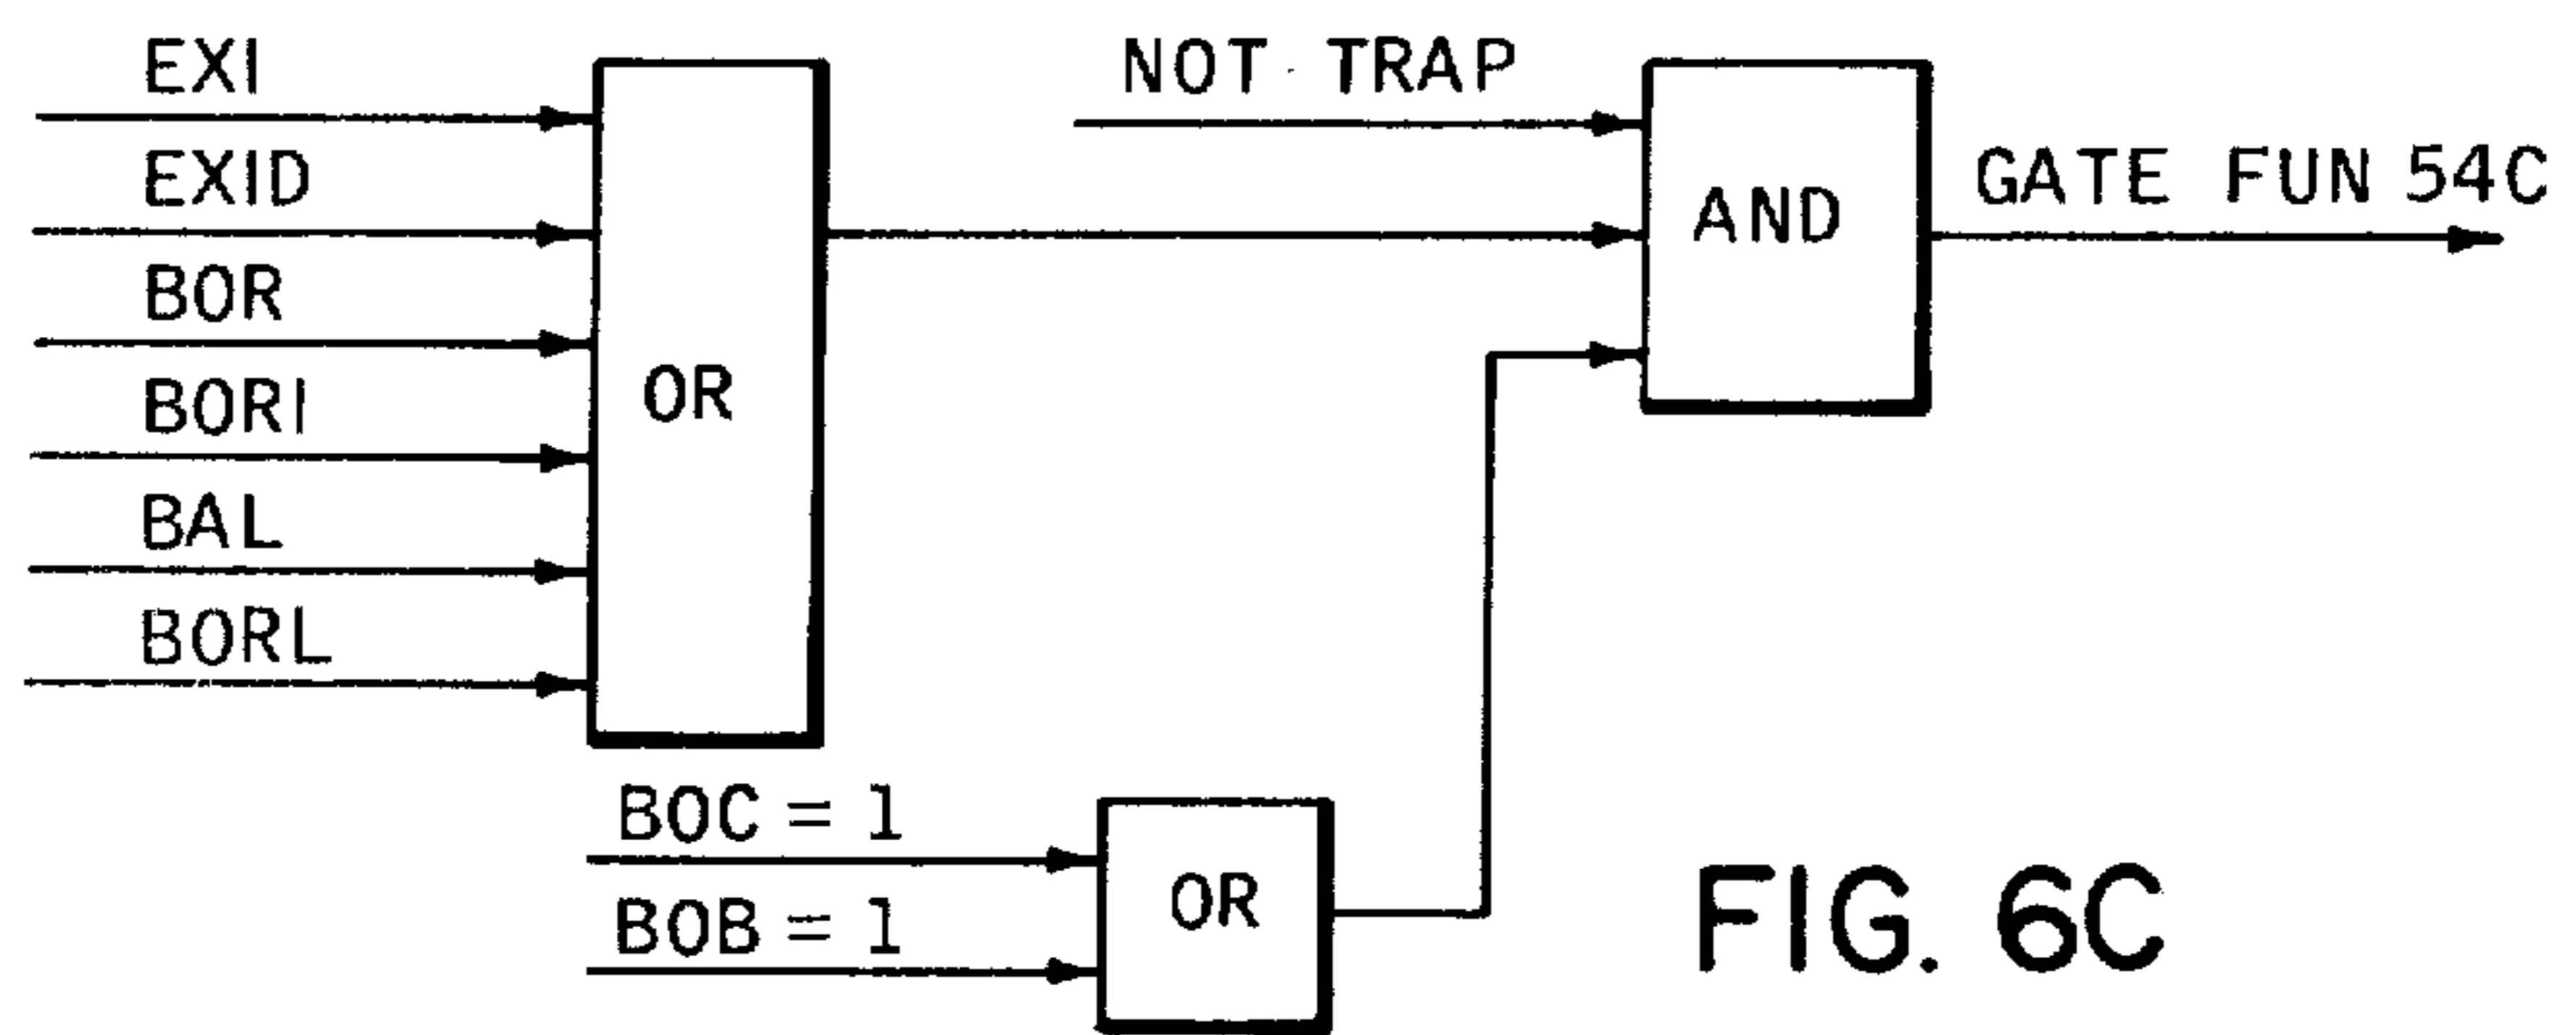 EXI
EXID
BOR
BORI
BAL
BORL
OR
NOT TRAP
AND
GATE FUN 54C
BOC = 1
BOB = 1
OR
FIG. 6C